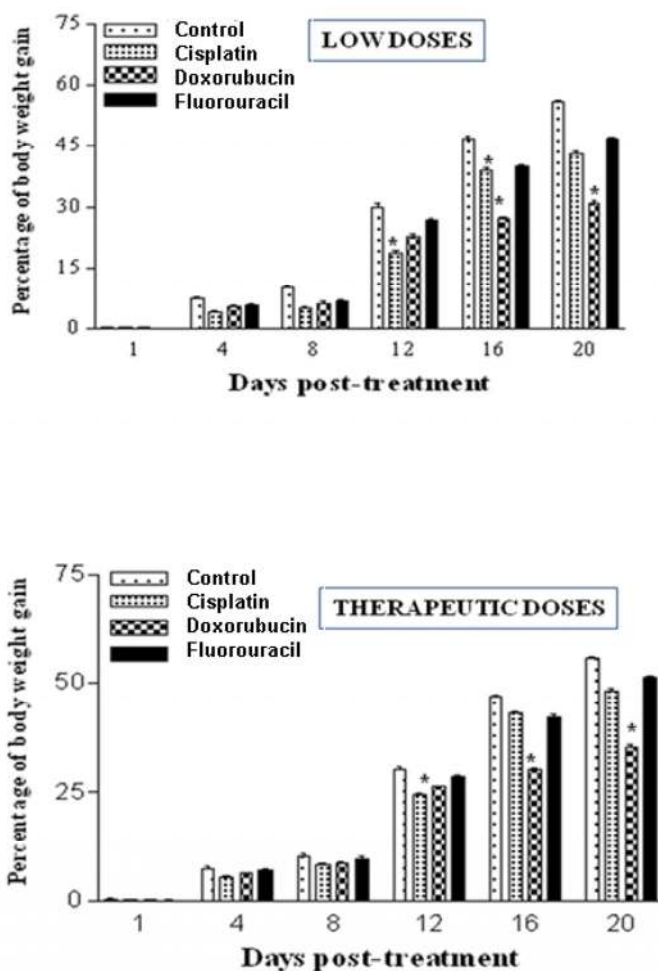 75
60
45
30
15
0
Percentage of body weight gain
Control
Cisplatin
Doxorubucin
Fluorouracil
LOW DOSES
*
*
*
*
1 4 8 12 16 20
Days post-treatment
75
50
25
0
Percentage of body weight gain
Control
Cisplatin
Doxorubucin
Fluorouracil
THERAPEUTIC DOSES
*
*
*
1 4 8 12 16 20
Days post-treatment